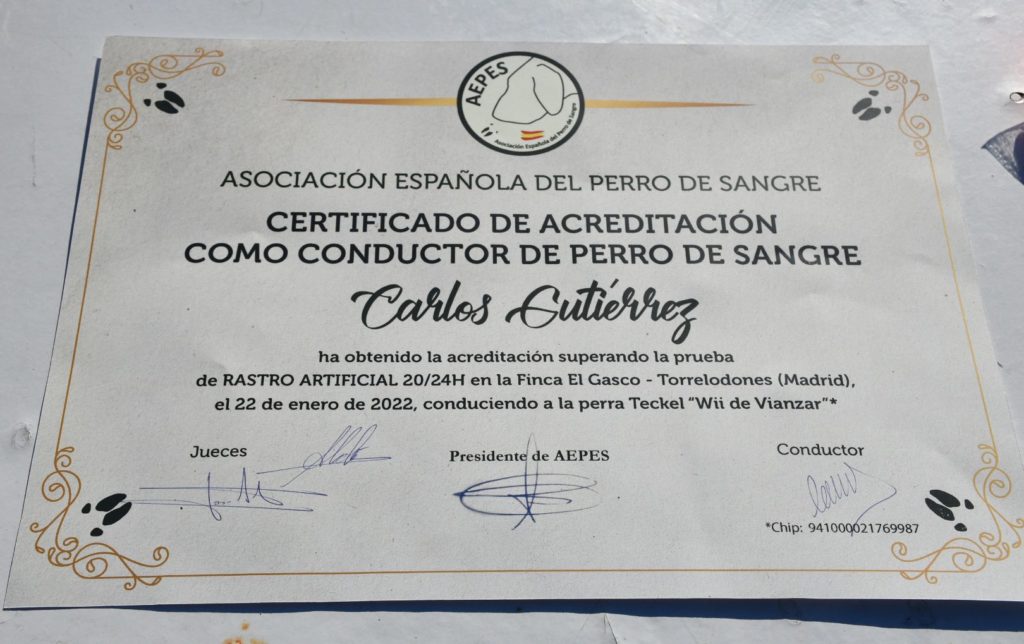 AEPES
Asociación Española del Perro de Sangre
ASOCIACIÓN ESPAÑOLA DEL PERRO DE SANGRE
CERTIFICADO DE ACREDITACIÓN
COMO CONDUCTOR DE PERRO DE SANGRE
Carlos Gutiérrez
ha obtenido la acreditación superando la prueba
de RASTRO ARTIFICIAL 20/24H en la Finca El Gasco - Torrelodones (Madrid),
el 22 de enero de 2022, conduciendo a la perra Teckel "Wii de Vianzar"*
Jueces
Presidente de AEPES
Conductor
*Chip: 941000021769987